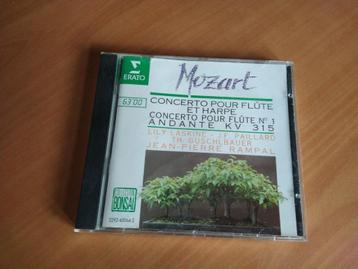 ERATO
Mozart
63'00
CONCERTO POUR FLÛTE
ET HARPE
CONCERTO POUR FLÛTE Nº 1
ANDANTE KV 315
LILY LASKINE - J.F. PAILLARD
TH. GUSCHLBAUER
JEAN-PIERRE RAMPAL
BONSAI